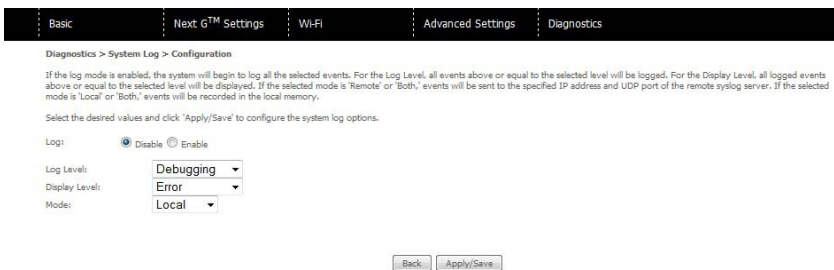 Basic
Next G™ Settings
Wi-Fi
Advanced Settings
Diagnostics
Diagnostics > System Log > Configuration
If the log mode is enabled, the system will begin to log all the selected events. For the Log Level, all events above or equal to the selected level will be logged. For the Display Level, all logged events
above or equal to the selected level will be displayed. If the selected mode is 'Remote' or 'Both,' events will be sent to the specified IP address and UDP port of the remote syslog server. If the selected
mode is 'Local' or 'Both,' events will be recorded in the local memory.
Select the desired values and click 'Apply/Save' to configure the system log options.
Log: Disable Enable
Log Level: Debugging
Display Level: Error
Mode: Local
Back Apply/Save